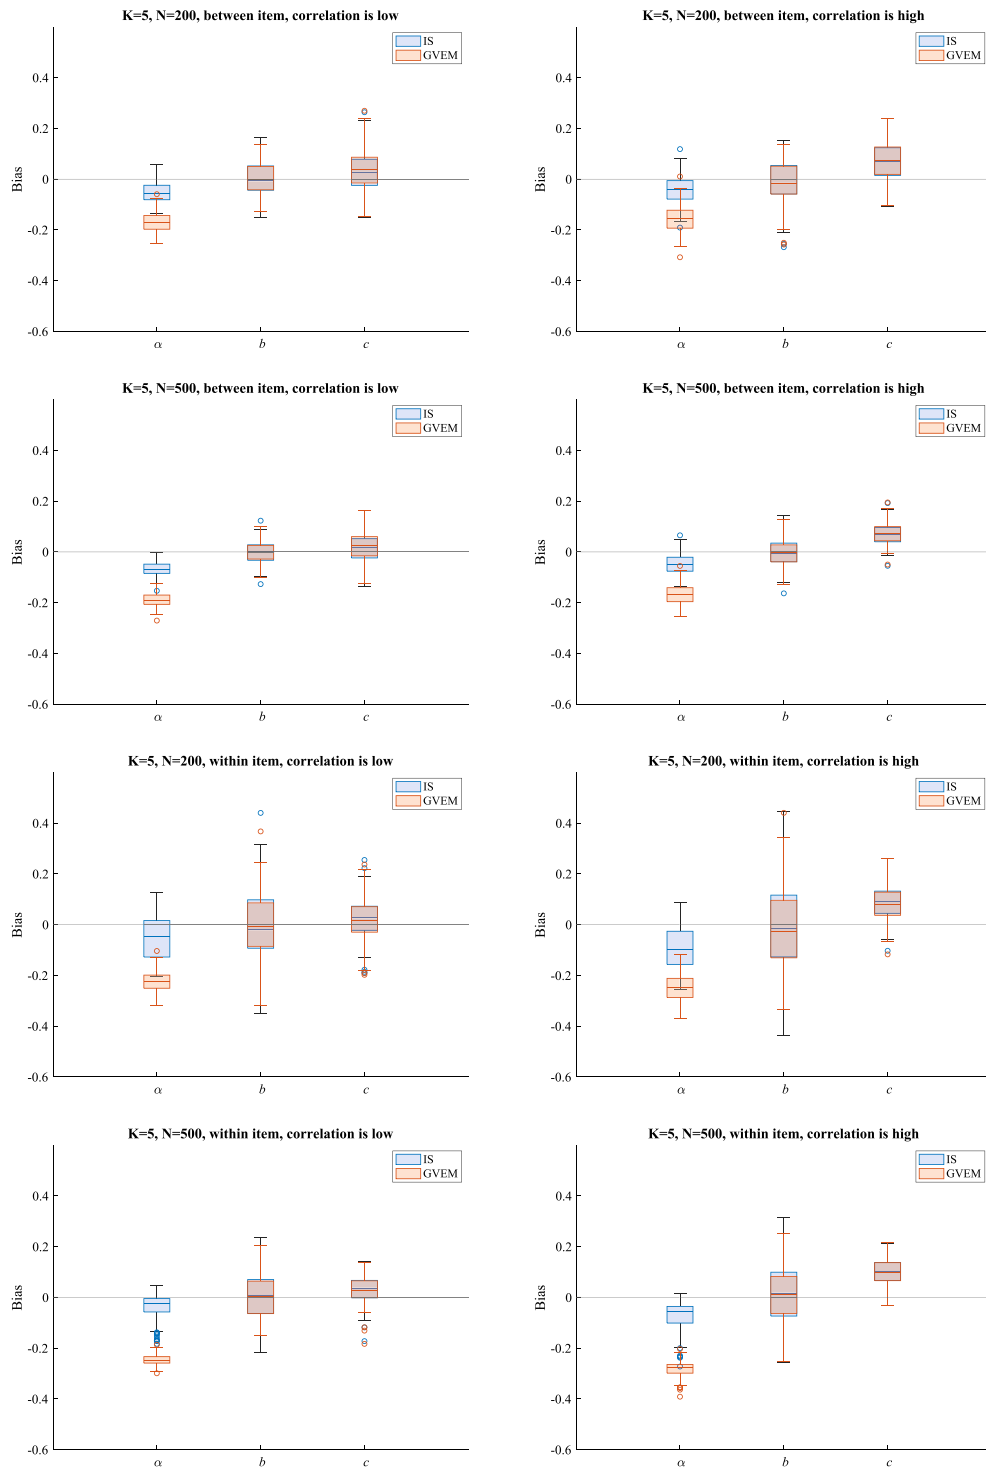 K=5, N=200, between item, correlation is low
IS
GVEM
0.4
0.2
0
-0.2
-0.4
-0.6
Bias
α
b
c
K=5, N=200, between item, correlation is high
IS
GVEM
0.4
0.2
0
-0.2
-0.4
-0.6
Bias
α
b
c
K=5, N=500, between item, correlation is low
IS
GVEM
0.4
0.2
0
-0.2
-0.4
-0.6
Bias
α
b
c
K=5, N=500, between item, correlation is high
IS
GVEM
0.4
0.2
0
-0.2
-0.4
-0.6
Bias
α
b
c
K=5, N=200, within item, correlation is low
IS
GVEM
0.4
0.2
0
-0.2
-0.4
-0.6
Bias
α
b
c
K=5, N=200, within item, correlation is high
IS
GVEM
0.4
0.2
0
-0.2
-0.4
-0.6
Bias
α
b
c
K=5, N=500, within item, correlation is low
IS
GVEM
0.4
0.2
0
-0.2
-0.4
-0.6
Bias
α
b
c
K=5, N=500, within item, correlation is high
IS
GVEM
0.4
0.2
0
-0.2
-0.4
-0.6
Bias
α
b
c